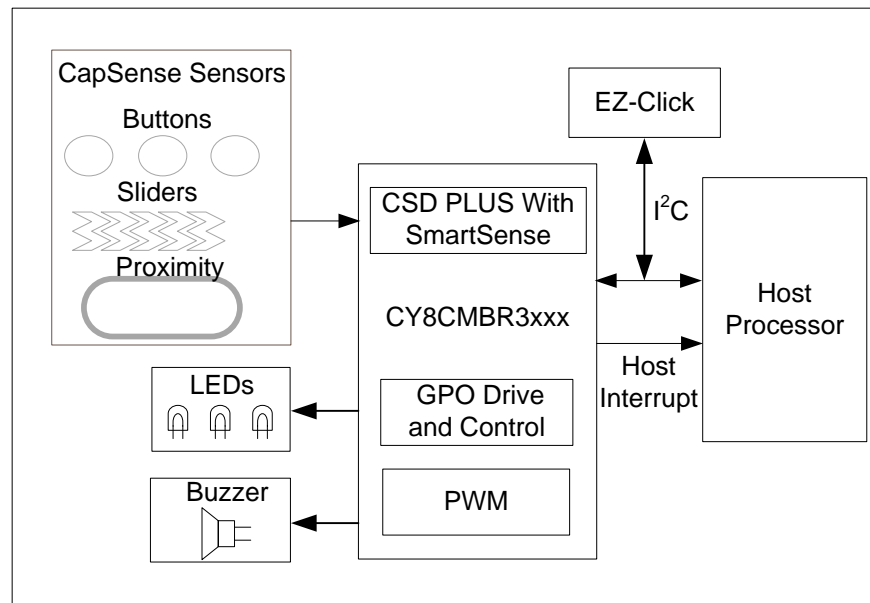 CapSense Sensors
Buttons
Sliders
Proximity
LEDs
Buzzer
CSD PLUS With
SmartSense
CY8CMBR3xxx
GPO Drive
and Control
PWM
EZ-Click
I²C
Host
Interrupt
Host
Processor